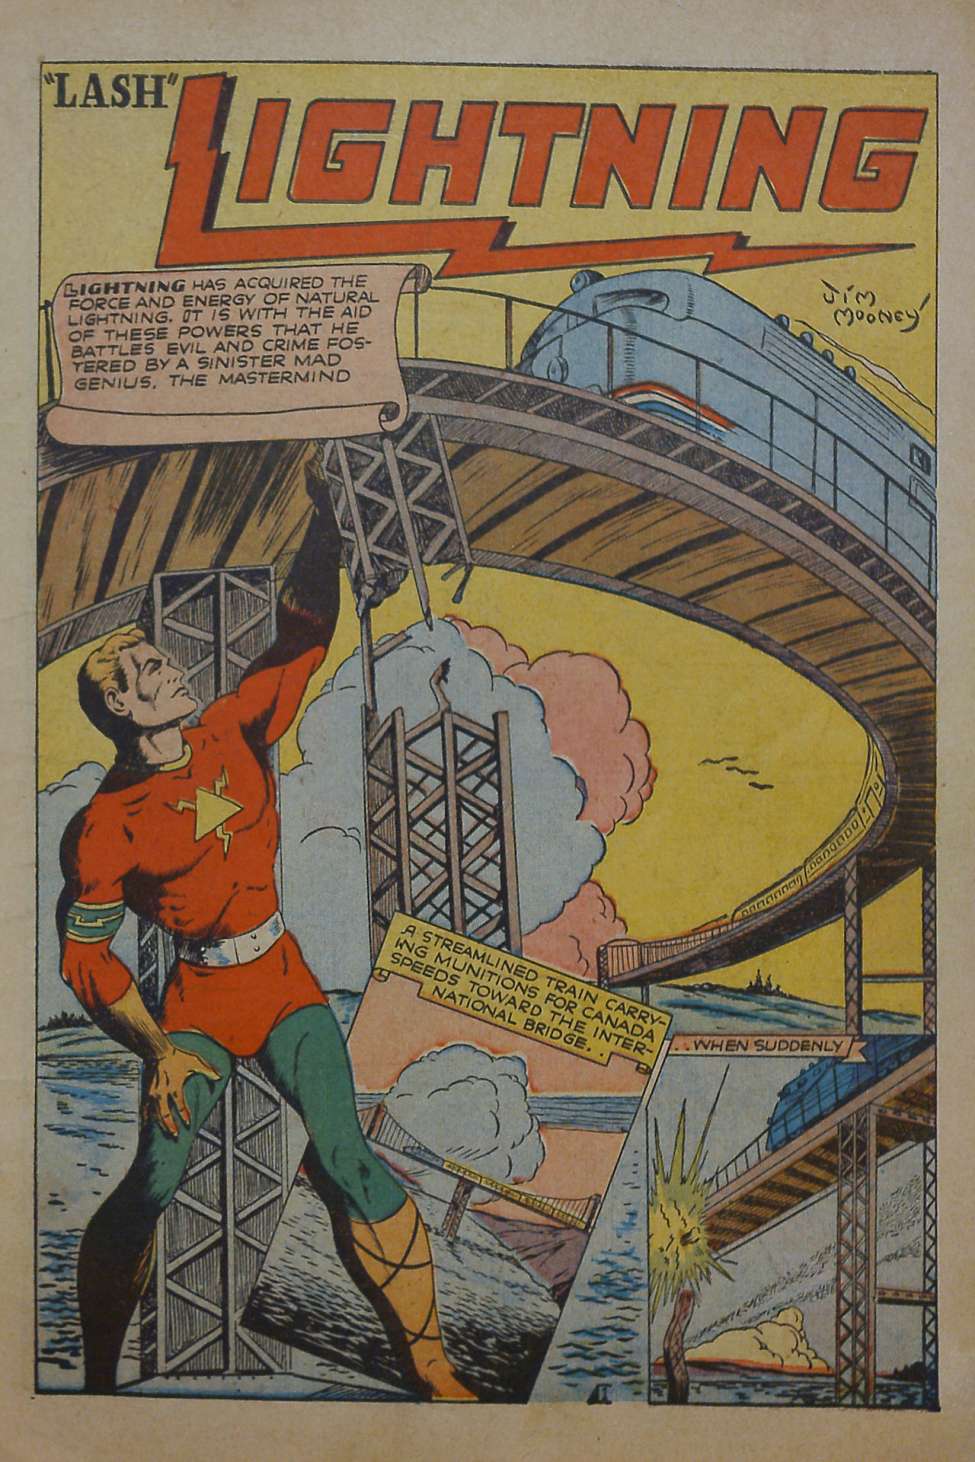 "LASH"
LIGHTNING
LIGHTNING HAS ACQUIRED THE
FORCE AND ENERGY OF NATURAL
LIGHTNING. IT IS WITH THE AID
OF THESE POWERS THAT HE
BATTLES EVIL AND CRIME FOS-
TERED BY A SINISTER MAD
GENIUS, THE MASTERMIND
JIM
MOONEY
A STREAMLINED TRAIN CARRY-
ING MUNITIONS FOR CANADA
SPEEDS TOWARD THE INTER-
NATIONAL BRIDGE..
..WHEN SUDDENLY